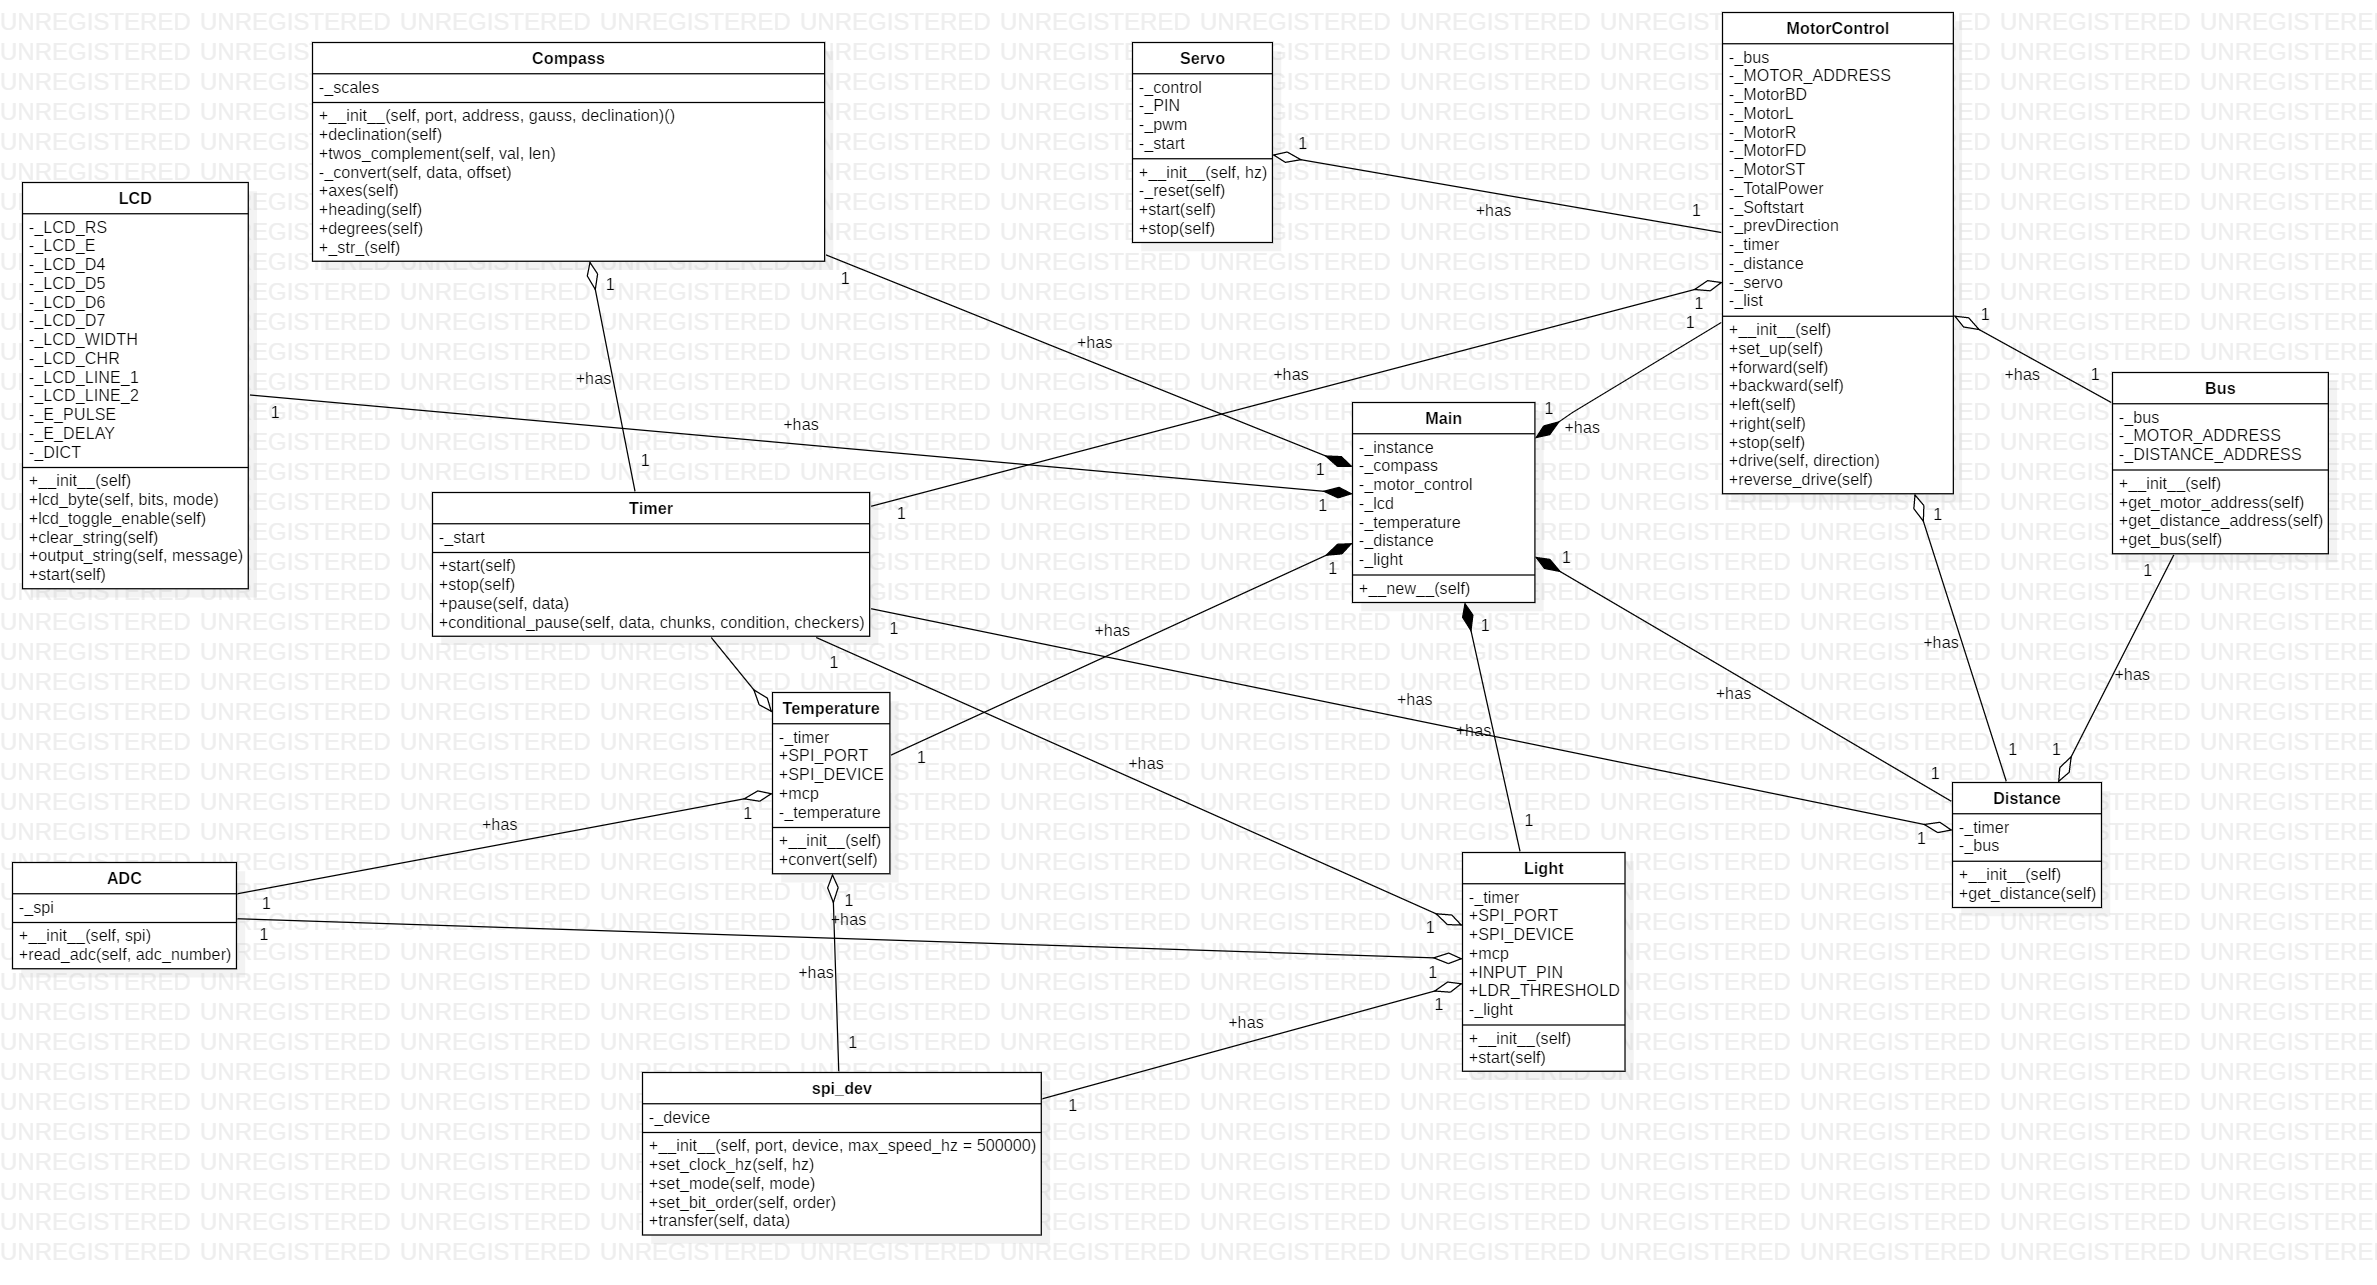 Compass
-_scales
+__init__(self, port, address, gauss, declination)()
+declination(self)
+twos_complement(self, val, len)
-_convert(self, data, offset)
+axes(self)
+heading(self)
+degrees(self)
+_str_(self)
Servo
-_control
-_PIN
-_pwm
-_start
+__init__(self, hz)
-_reset(self)
+start(self)
+stop(self)
MotorControl
-_bus
-_MOTOR_ADDRESS
-_MotorBD
-_MotorL
-_MotorR
-_MotorFD
-_MotorST
-_TotalPower
-_Softstart
-_prevDirection
-_timer
-_distance
-_servo
-_list
+__init__(self)
+set_up(self)
+forward(self)
+backward(self)
+left(self)
+right(self)
+stop(self)
+drive(self, direction)
+reverse_drive(self)
LCD
-_LCD_RS
-_LCD_E
-_LCD_D4
-_LCD_D5
-_LCD_D6
-_LCD_D7
-_LCD_WIDTH
-_LCD_CHR
-_LCD_LINE_1
-_LCD_LINE_2
-_E_PULSE
-_E_DELAY
-_DICT
+__init__(self)
+lcd_byte(self, bits, mode)
+lcd_toggle_enable(self)
+clear_string(self)
+output_string(self, message)
+start(self)
Bus
-_bus
-_MOTOR_ADDRESS
-_DISTANCE_ADDRESS
+__init__(self)
+get_motor_address(self)
+get_distance_address(self)
+get_bus(self)
Main
-_instance
-_compass
-_motor_control
-_lcd
-_temperature
-_distance
-_light
+__new__(self)
Timer
-_start
+start(self)
+stop(self)
+pause(self, data)
+conditional_pause(self, data, chunks, condition, checkers)
Temperature
-_timer
+SPI_PORT
+SPI_DEVICE
+mcp
-_temperature
+__init__(self)
+convert(self)
Distance
-_timer
-_bus
+__init__(self)
+get_distance(self)
Light
-_timer
+SPI_PORT
+SPI_DEVICE
+mcp
+INPUT_PIN
+LDR_THRESHOLD
-_light
+__init__(self)
+start(self)
ADC
-_spi
+__init__(self, spi)
+read_adc(self, adc_number)
spi_dev
-_device
+__init__(self, port, device, max_speed_hz = 500000)
+set_clock_hz(self, hz)
+set_mode(self, mode)
+set_bit_order(self, order)
+transfer(self, data)
1
+has
1
1
+has
1
1
+has
1
1
+has
1
1
+has
1
1
+has
1
1
+has
1
1
+has
1
1
+has
1
1
+has
1
1
+has
1
1
+has
1
1
+has
1
1
+has
1
1
+has
1
1
+has
1
1
+has
1
+has
UNREGISTERED